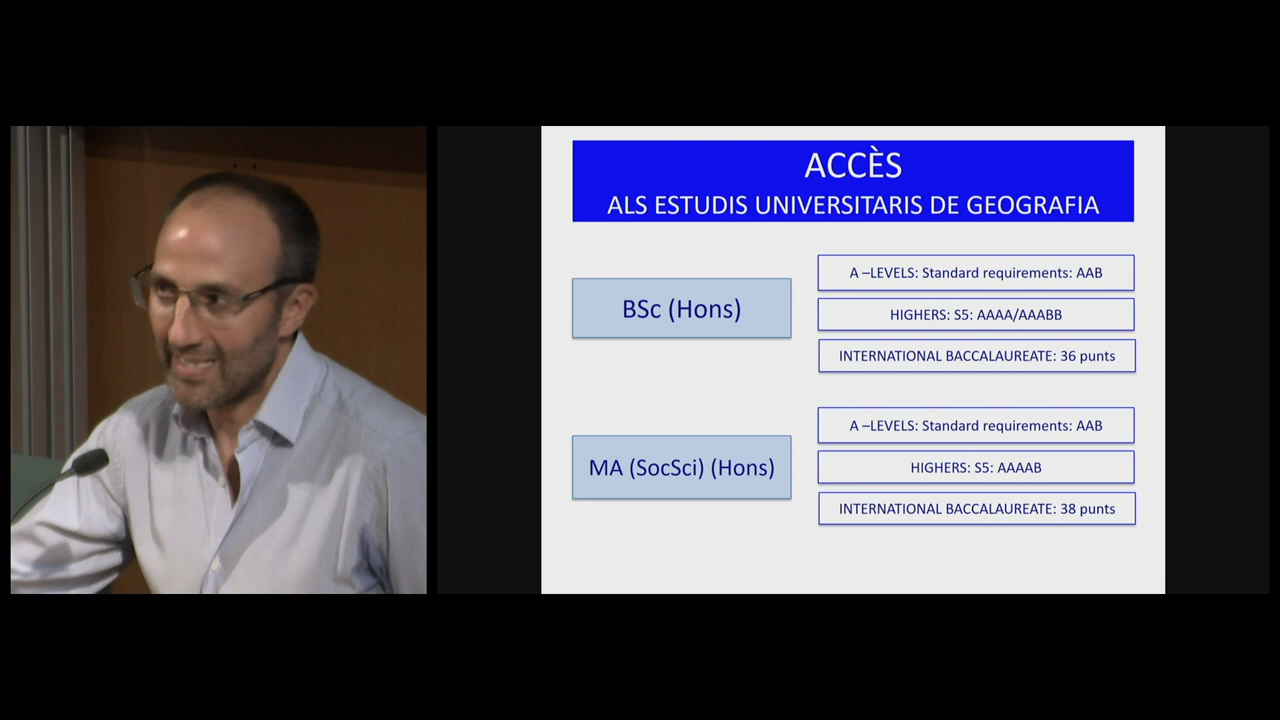 ACCÈS
ALS ESTUDIS UNIVERSITARIS DE GEOGRAFIA
BSc (Hons)
A –LEVELS: Standard requirements: AAB
HIGHERS: S5: AAAA/AAABB
INTERNATIONAL BACCALAUREATE: 36 punts
MA (SocSci) (Hons)
A –LEVELS: Standard requirements: AAB
HIGHERS: S5: AAAAB
INTERNATIONAL BACCALAUREATE: 38 punts